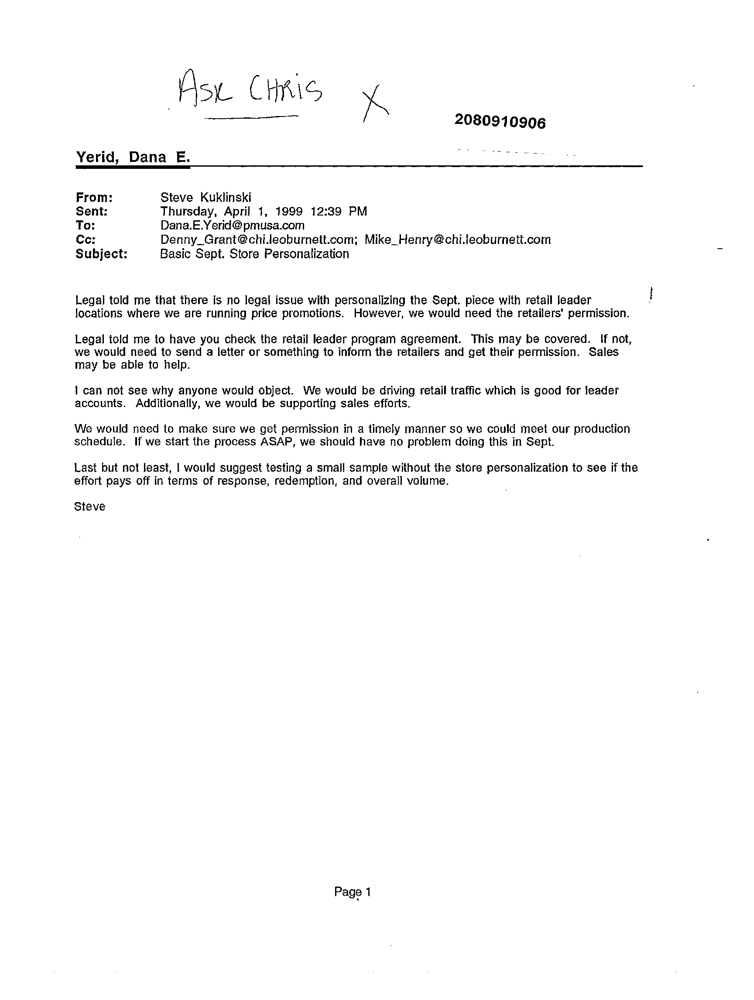 ASK CHRIS X
2080910906
Yerid, Dana E.
From: Steve Kuklinski
Sent: Thursday, April 1, 1999 12:39 PM
To: Dana.E.Yerid@pmusa.com
Cc: Denny_Grant@chi.leoburnett.com; Mike_Henry@chi.leoburnett.com
Subject: Basic Sept. Store Personalization
Legal told me that there is no legal issue with personalizing the Sept. piece with retail leader
locations where we are running price promotions. However, we would need the retailers' permission.
Legal told me to have you check the retail leader program agreement. This may be covered. If not,
we would need to send a letter or something to inform the retailers and get their permission. Sales
may be able to help.
I can not see why anyone would object. We would be driving retail traffic which is good for leader
accounts. Additionally, we would be supporting sales efforts.
We would need to make sure we get permission in a timely manner so we could meet our production
schedule. If we start the process ASAP, we should have no problem doing this in Sept.
Last but not least, I would suggest testing a small sample without the store personalization to see if the
effort pays off in terms of response, redemption, and overall volume.
Steve
Page 1